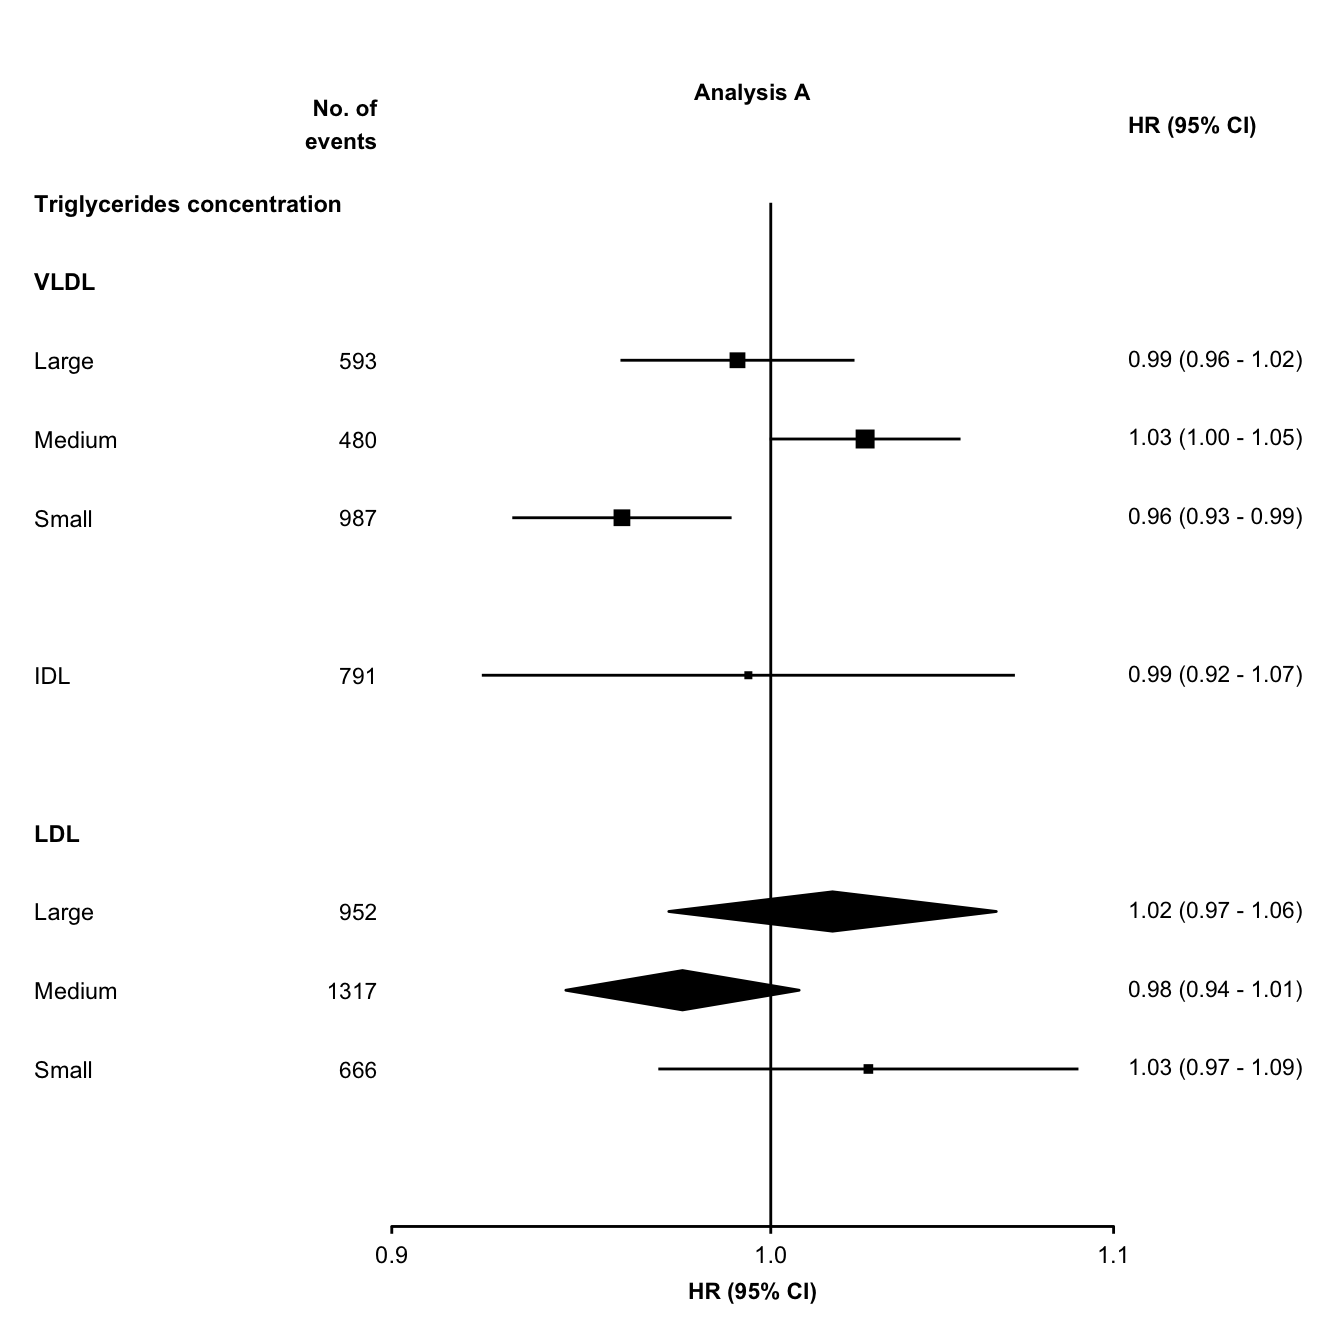 No. of
events
Analysis A
HR (95% CI)
Triglycerides concentration
VLDL
Large 593 0.99 (0.96 - 1.02)
Medium 480 1.03 (1.00 - 1.05)
Small 987 0.96 (0.93 - 0.99)
IDL 791 0.99 (0.92 - 1.07)
LDL
Large 952 1.02 (0.97 - 1.06)
Medium 1317 0.98 (0.94 - 1.01)
Small 666 1.03 (0.97 - 1.09)
0.9 1.0 1.1
HR (95% CI)